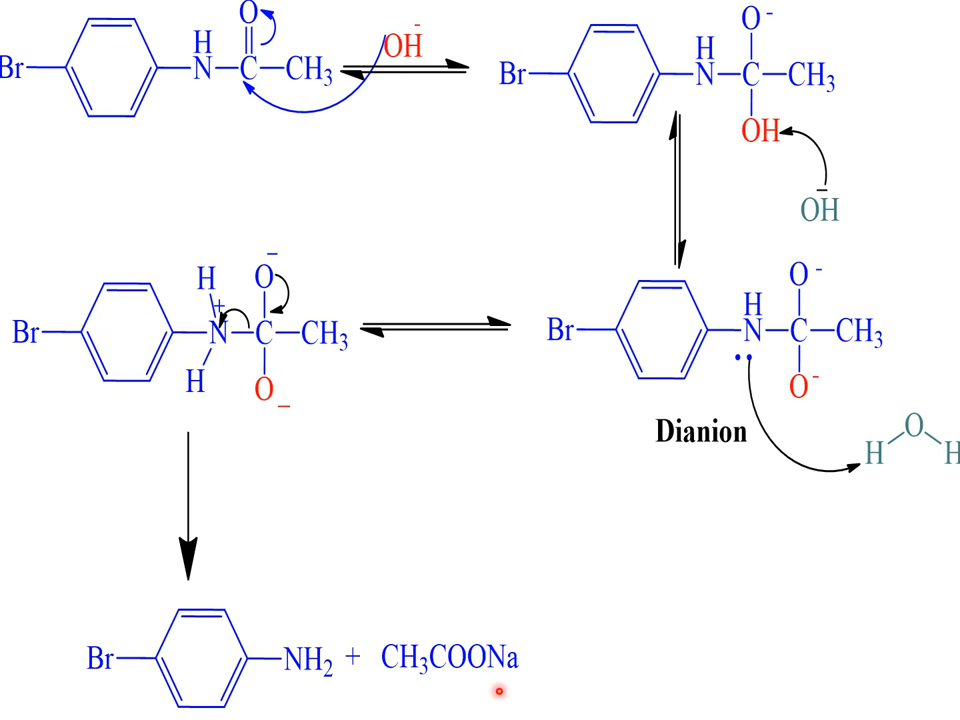 Br H N O C CH3 OH-
Br H N O- C CH3 OH
OH-
Br H H N+ O- C CH3 O-
Br H N O- C CH3 O-
Dianion
H O H
Br NH2 + CH3COONa